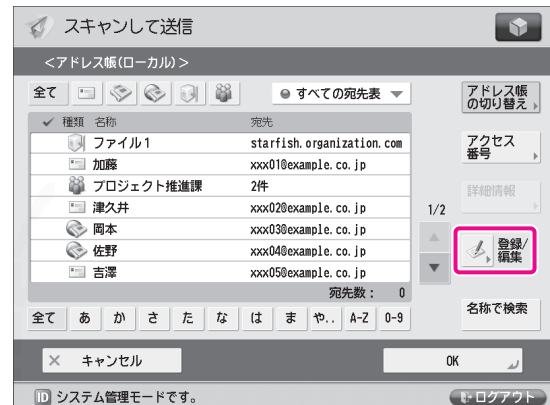 スキャンして送信
<アドレス帳(ローカル)>
全て
すべての宛先表
アドレス帳
の切り替え
✓ 種類 名称 宛先
ファイル1 starfish.organization.com
加藤 xxx01@example.co.jp
プロジェクト推進課 2件
津久井 xxx02@example.co.jp
岡本 xxx03@example.co.jp
佐野 xxx04@example.co.jp
吉澤 xxx05@example.co.jp
アクセス
番号
詳細情報
1/2
登録/
編集
宛先数: 0
名称で検索
全て あ か さ た な は ま や.. A-Z 0-9
× キャンセル OK
ID システム管理モードです。 ログアウト